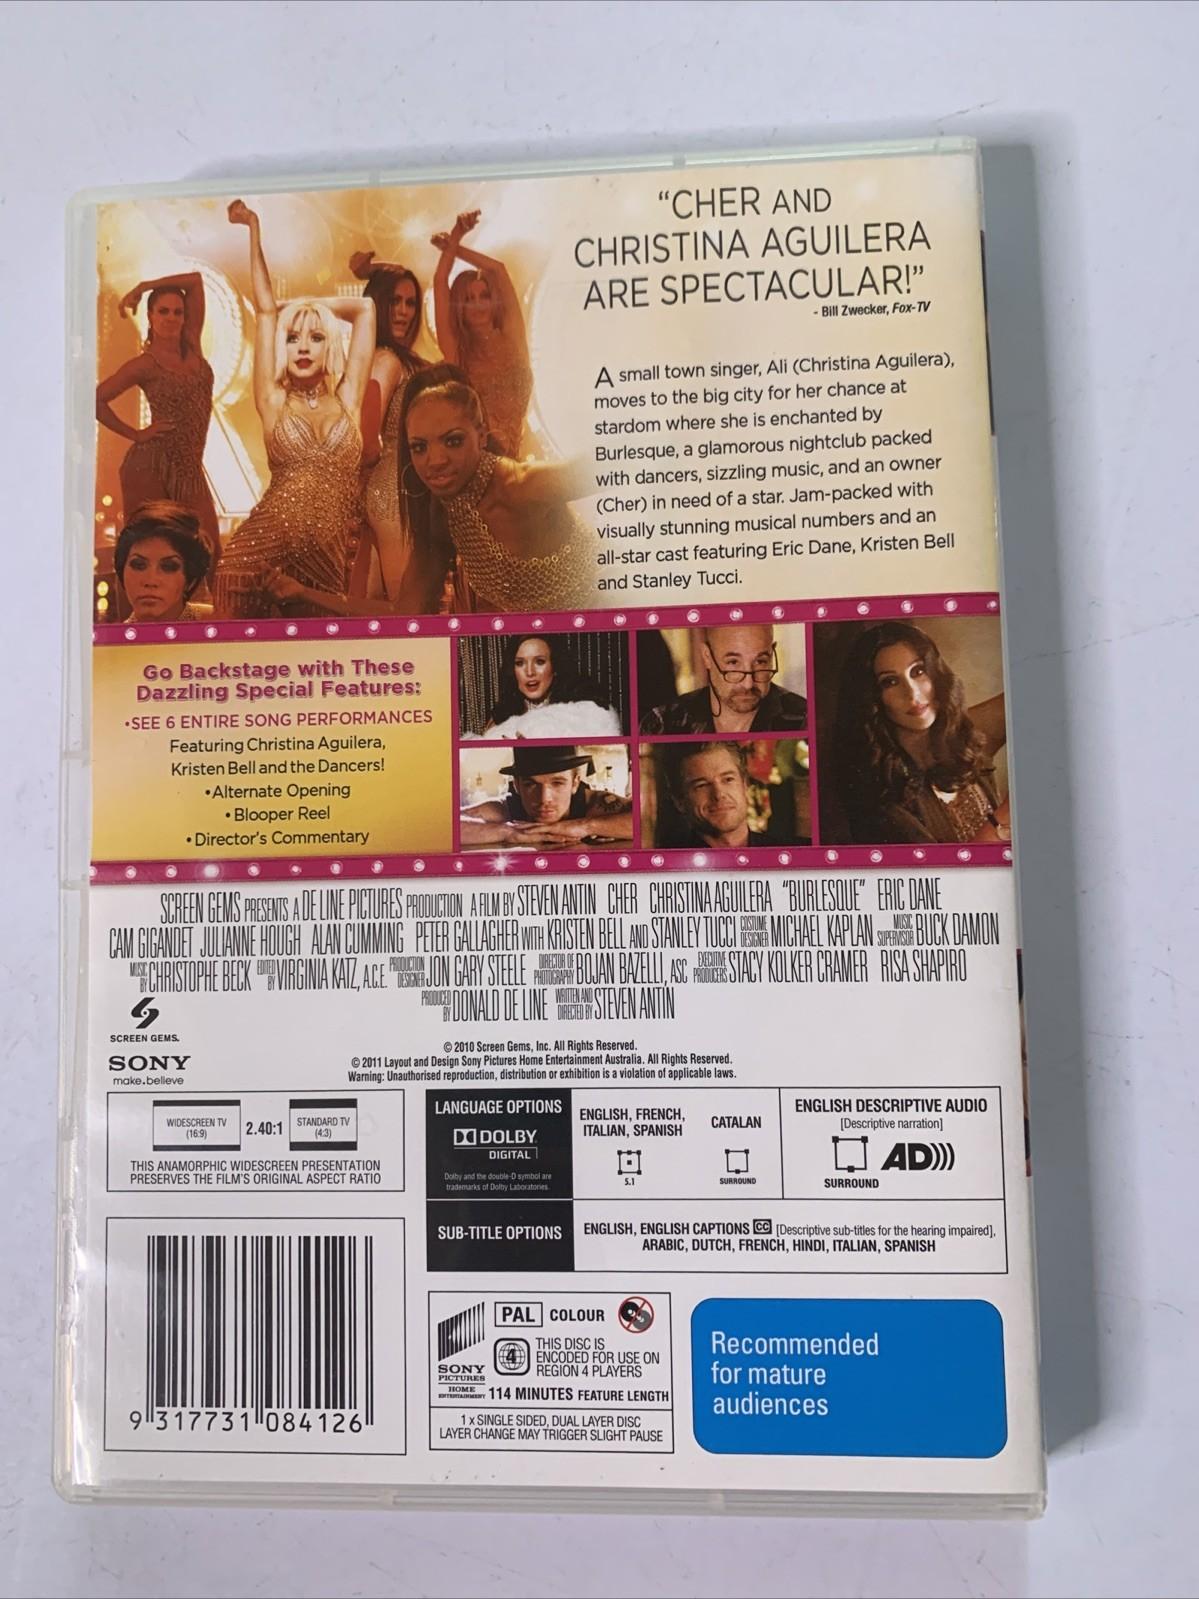 “CHER AND
CHRISTINA AGUILERA
ARE SPECTACULAR!”
- Bill Zwecker, Fox-TV
A small town singer, Ali (Christina Aguilera),
moves to the big city for her chance at
stardom where she is enchanted by
Burlesque, a glamorous nightclub packed
with dancers, sizzling music, and an owner
(Cher) in need of a star. Jam-packed with
visually stunning musical numbers and an
all-star cast featuring Eric Dane, Kristen Bell
and Stanley Tucci.
Go Backstage with These
Dazzling Special Features:
•SEE 6 ENTIRE SONG PERFORMANCES
Featuring Christina Aguilera,
Kristen Bell and the Dancers!
•Alternate Opening
•Blooper Reel
•Director's Commentary
SCREEN GEMS PRESENTS A DE LINE PICTURES PRODUCTION A FILM BY STEVEN ANTIN CHER CHRISTINA AGUILERA "BURLESQUE" ERIC DANE
CAM GIGANDET JULIANNE HOUGH ALAN CUMMING PETER GALLAGHER WITH KRISTEN BELL AND STANLEY TUCCI COSTUME DESIGNER MICHAEL KAPLAN MUSIC SUPERVISOR BUCK DAMON
MUSIC BY CHRISTOPHE BECK EDITED BY VIRGINIA KATZ, A.C.E. PRODUCTION DESIGNER JON GARY STEELE DIRECTOR OF PHOTOGRAPHY BOJAN BAZELLI, ASC EXECUTIVE PRODUCERS STACY KOLKER CRAMER RISA SHAPIRO
PRODUCED BY DONALD DE LINE WRITTEN AND DIRECTED BY STEVEN ANTIN
SCREEN GEMS.
SONY
make.believe
© 2010 Screen Gems, Inc. All Rights Reserved.
© 2011 Layout and Design Sony Pictures Home Entertainment Australia. All Rights Reserved.
Warning: Unauthorised reproduction, distribution or exhibition is a violation of applicable laws.
WIDESCREEN TV
(16:9)
2.40:1
STANDARD TV
(4:3)
THIS ANAMORPHIC WIDESCREEN PRESENTATION
PRESERVES THE FILM'S ORIGINAL ASPECT RATIO
LANGUAGE OPTIONS
DOLBY
DIGITAL
Dolby and the double-D symbol are
trademarks of Dolby Laboratories.
ENGLISH, FRENCH,
ITALIAN, SPANISH
5.1
CATALAN
SURROUND
ENGLISH DESCRIPTIVE AUDIO
[Descriptive narration]
SURROUND
AD)))
SUB-TITLE OPTIONS
ENGLISH, ENGLISH CAPTIONS CC [Descriptive sub-titles for the hearing impaired],
ARABIC, DUTCH, FRENCH, HINDI, ITALIAN, SPANISH
9 317731 084126
SONY
PICTURES
HOME
ENTERTAINMENT
PAL COLOUR
4
THIS DISC IS
ENCODED FOR USE ON
REGION 4 PLAYERS
114 MINUTES FEATURE LENGTH
1 x SINGLE SIDED, DUAL LAYER DISC
LAYER CHANGE MAY TRIGGER SLIGHT PAUSE
Recommended
for mature
audiences